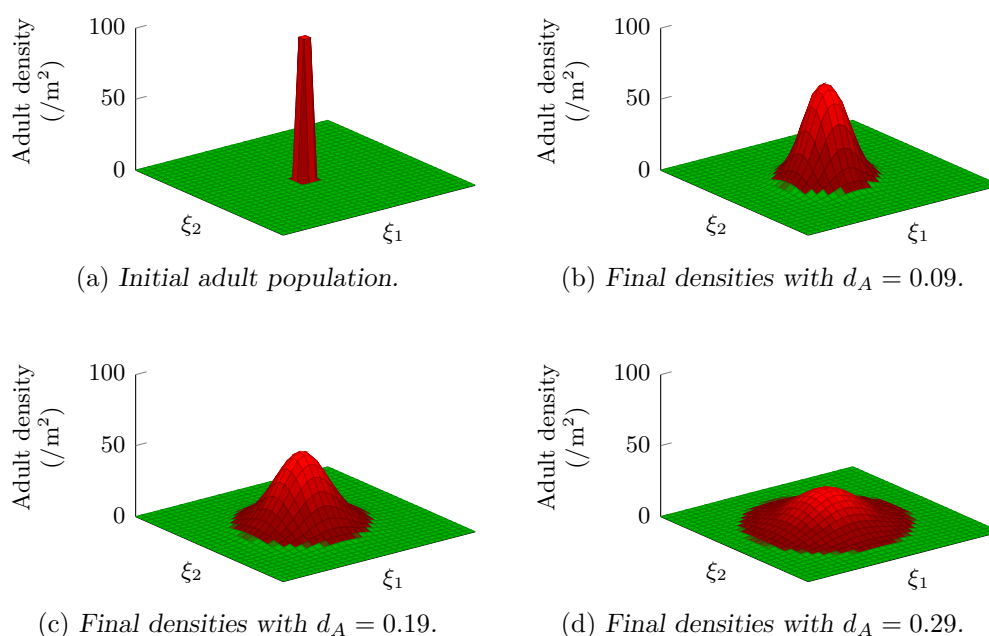 100
50
0
Adult density
(/m²)
ξ₂
ξ₁
(a) Initial adult population.
100
50
0
Adult density
(/m²)
ξ₂
ξ₁
(b) Final densities with d_A = 0.09.
100
50
0
Adult density
(/m²)
ξ₂
ξ₁
(c) Final densities with d_A = 0.19.
100
50
0
Adult density
(/m²)
ξ₂
ξ₁
(d) Final densities with d_A = 0.29.